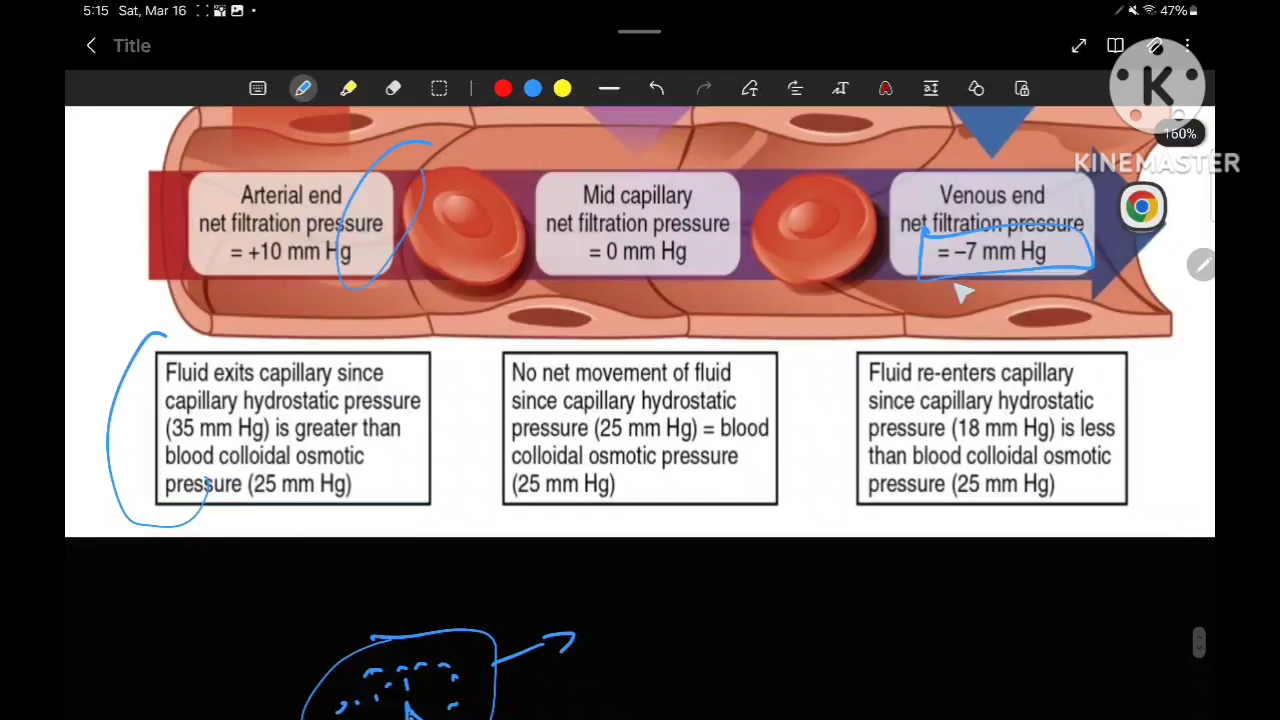 5:15 Sat, Mar 16
47%
Title
K
160%
KINEMASTER
Arterial end
net filtration pressure
= +10 mm Hg
Mid capillary
net filtration pressure
= 0 mm Hg
Venous end
net filtration pressure
= –7 mm Hg
Fluid exits capillary since
capillary hydrostatic pressure
(35 mm Hg) is greater than
blood colloidal osmotic
pressure (25 mm Hg)
No net movement of fluid
since capillary hydrostatic
pressure (25 mm Hg) = blood
colloidal osmotic pressure
(25 mm Hg)
Fluid re-enters capillary
since capillary hydrostatic
pressure (18 mm Hg) is less
than blood colloidal osmotic
pressure (25 mm Hg)